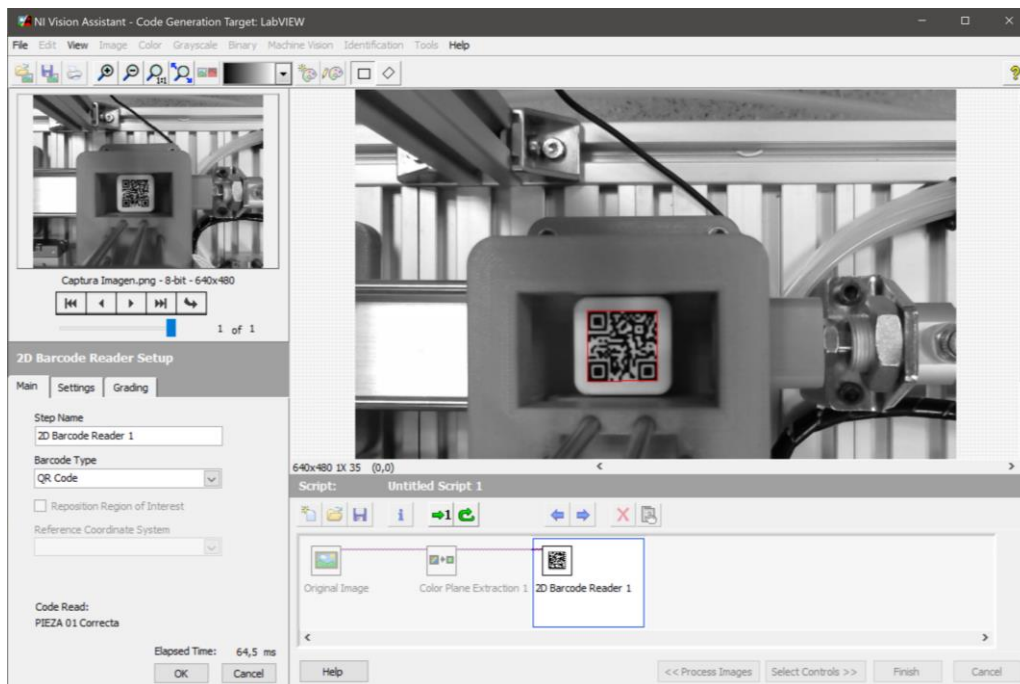 NI Vision Assistant - Code Generation Target: LabVIEW
File Edit View Image Color Grayscale Binary Machine Vision Identification Tools Help
1:1
Captura Imagen.png - 8-bit - 640x480
1 of 1
2D Barcode Reader Setup
Main Settings Grading
Step Name
2D Barcode Reader 1
Barcode Type
QR Code
Reposition Region of Interest
Reference Coordinate System
Code Read:
PIEZA 01 Correcta
Elapsed Time: 64,5 ms
OK Cancel
640x480 1X 35 (0,0)
Script: Untitled Script 1
1
Original Image Color Plane Extraction 1 2D Barcode Reader 1
Help << Process Images Select Controls >> Finish Cancel